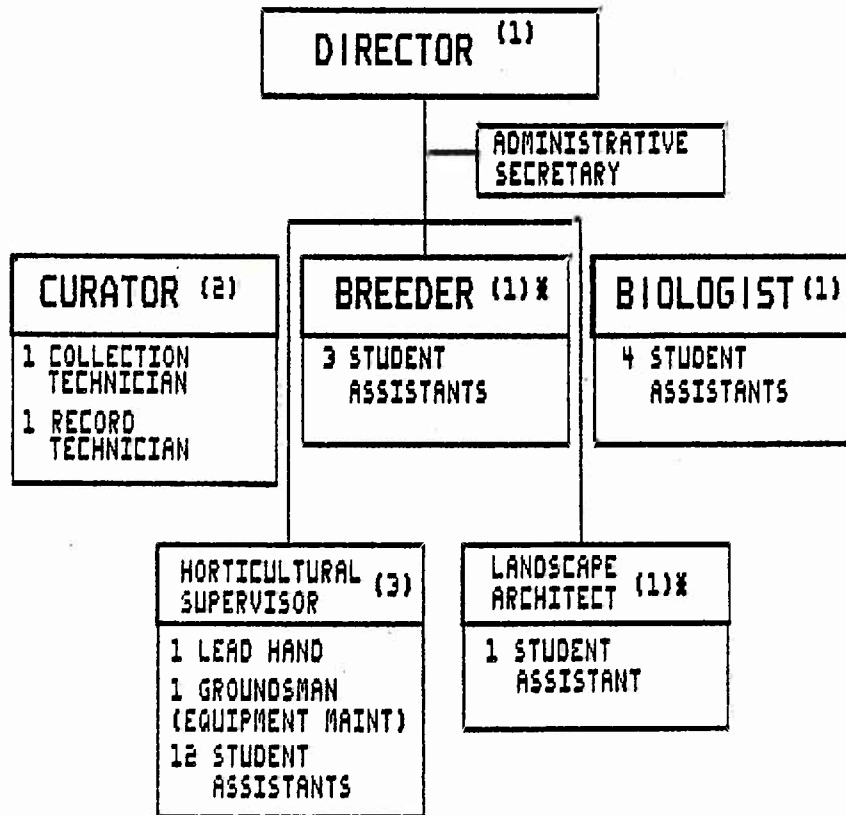 DIRECTOR (1)
ADMINISTRATIVE
SECRETARY
CURATOR (2)
1 COLLECTION
TECHNICIAN
1 RECORD
TECHNICIAN
BREEDER (1)*
3 STUDENT
ASSISTANTS
BIOLOGIST (1)
4 STUDENT
ASSISTANTS
HORTICULTURAL
SUPERVISOR (3)
1 LEAD HAND
1 GROUNDSMAN
(EQUIPMENT MAINT)
12 STUDENT
ASSISTANTS
LANDSCAPE
ARCHITECT (1)*
1 STUDENT
ASSISTANT